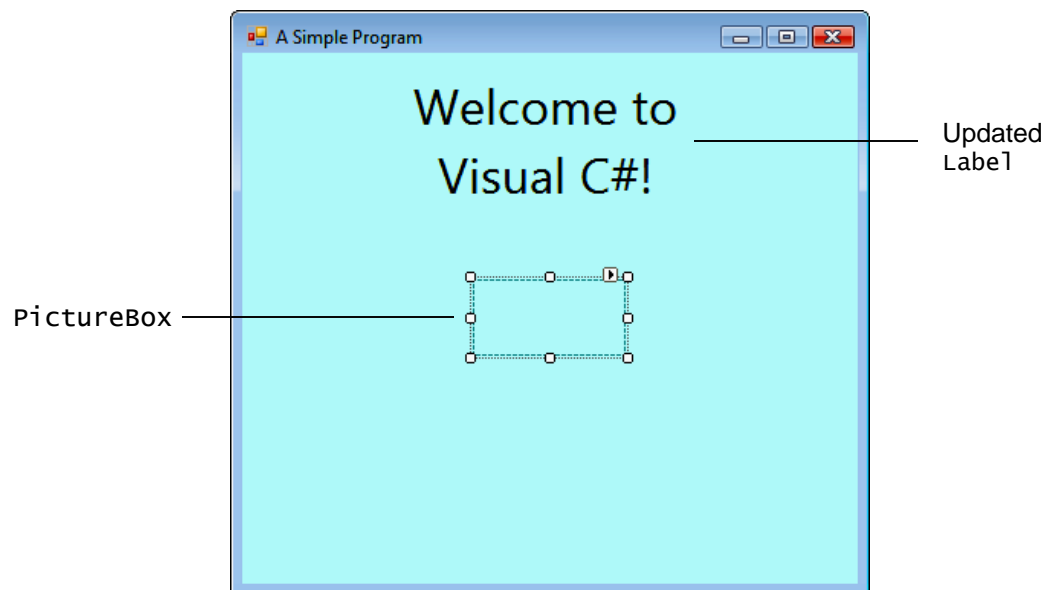 A Simple Program
Welcome to
Visual C#!
Updated
Label
PictureBox